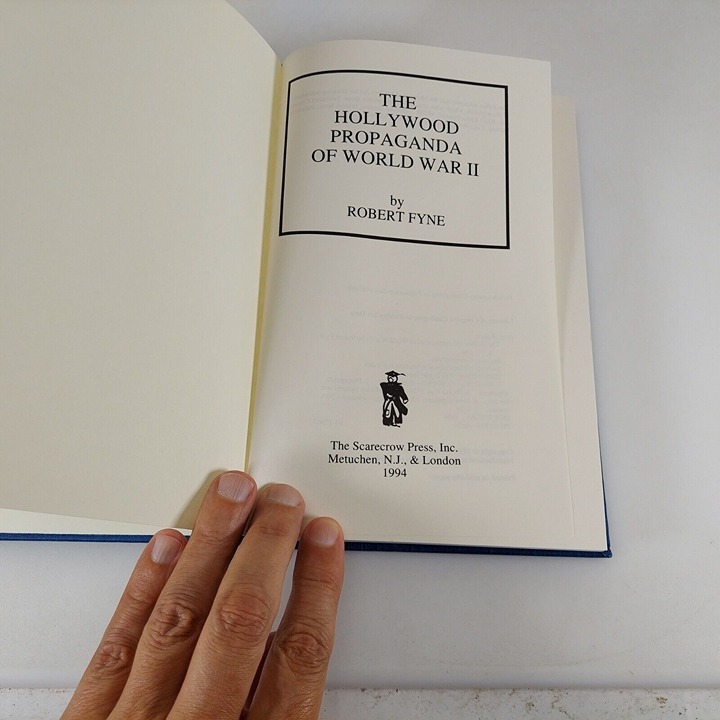 THE
HOLLYWOOD
PROPAGANDA
OF WORLD WAR II
by
ROBERT FYNE
The Scarecrow Press, Inc.
Metuchen, N.J., & London
1994